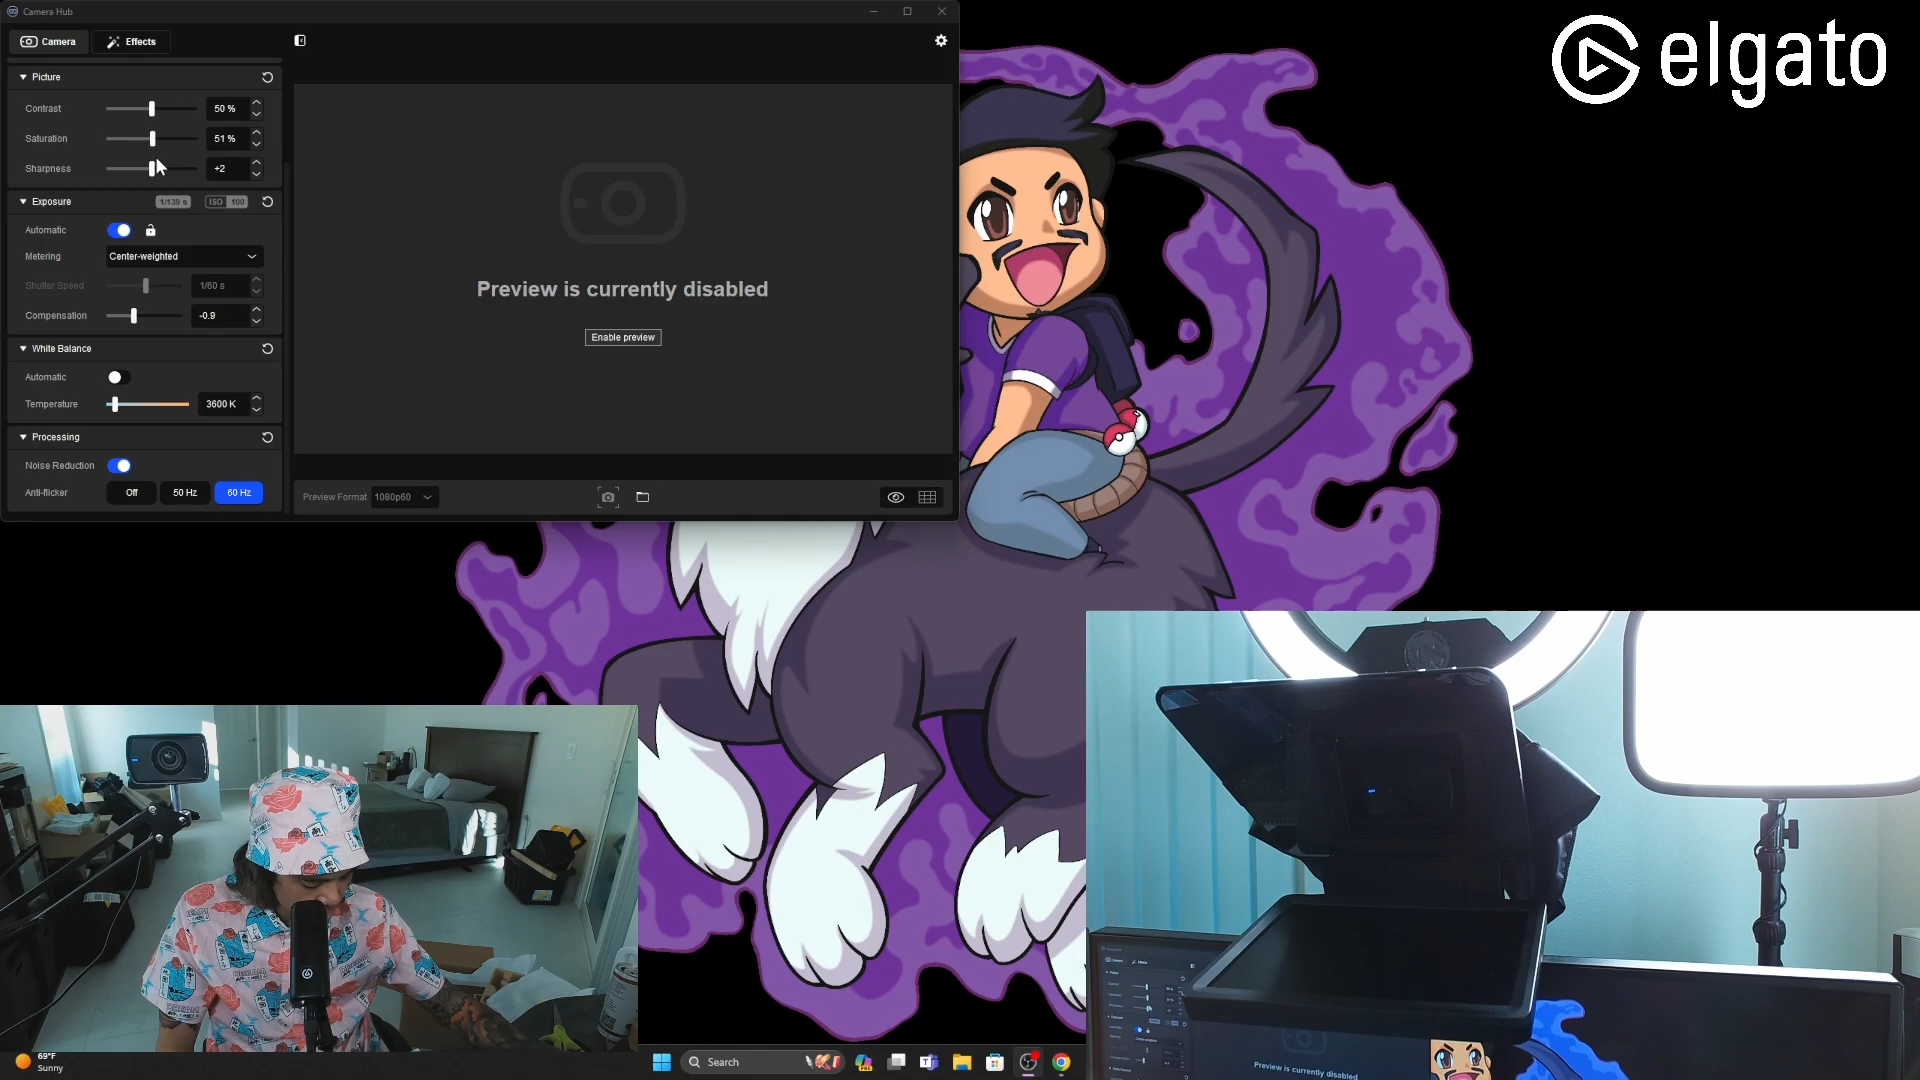 Camera Hub
Camera
Effects
elgato
Picture
Contrast
50 %
Saturation
51 %
Sharpness
+2
Exposure
1/139 s
ISO 100
Automatic
Metering
Center-weighted
Shutter Speed
1/60 s
Compensation
-0.9
White Balance
Automatic
Temperature
3600 K
Processing
Noise Reduction
Anti-flicker
Off
50 Hz
60 Hz
Preview is currently disabled
Enable preview
Preview Format
1080p60
69°F
Sunny
Search
Preview is currently disabled